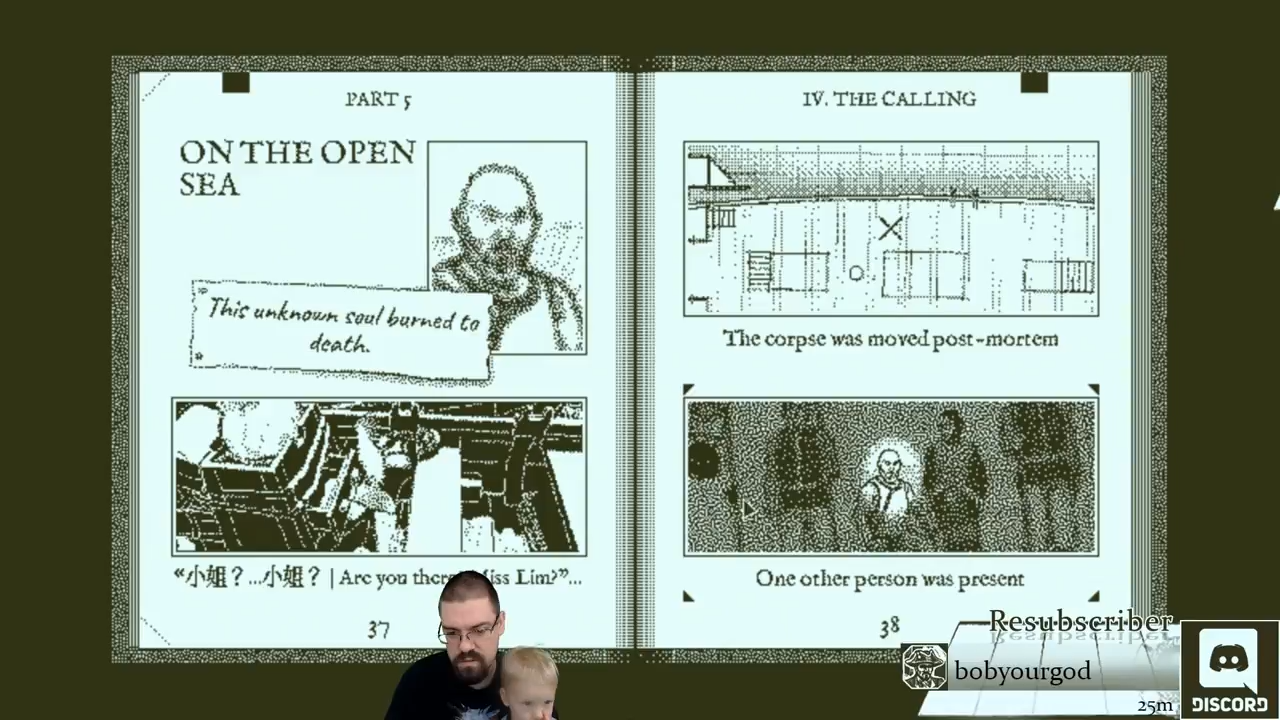 PART 5
ON THE OPEN
SEA
This unknown soul burned to
death.
“小姐？...小姐？ | Are you there iss Lim?”...
37
IV. THE CALLING
The corpse was moved post-mortem
One other person was present
38
Resubscriber
bobyourgod
25m
DISCORD